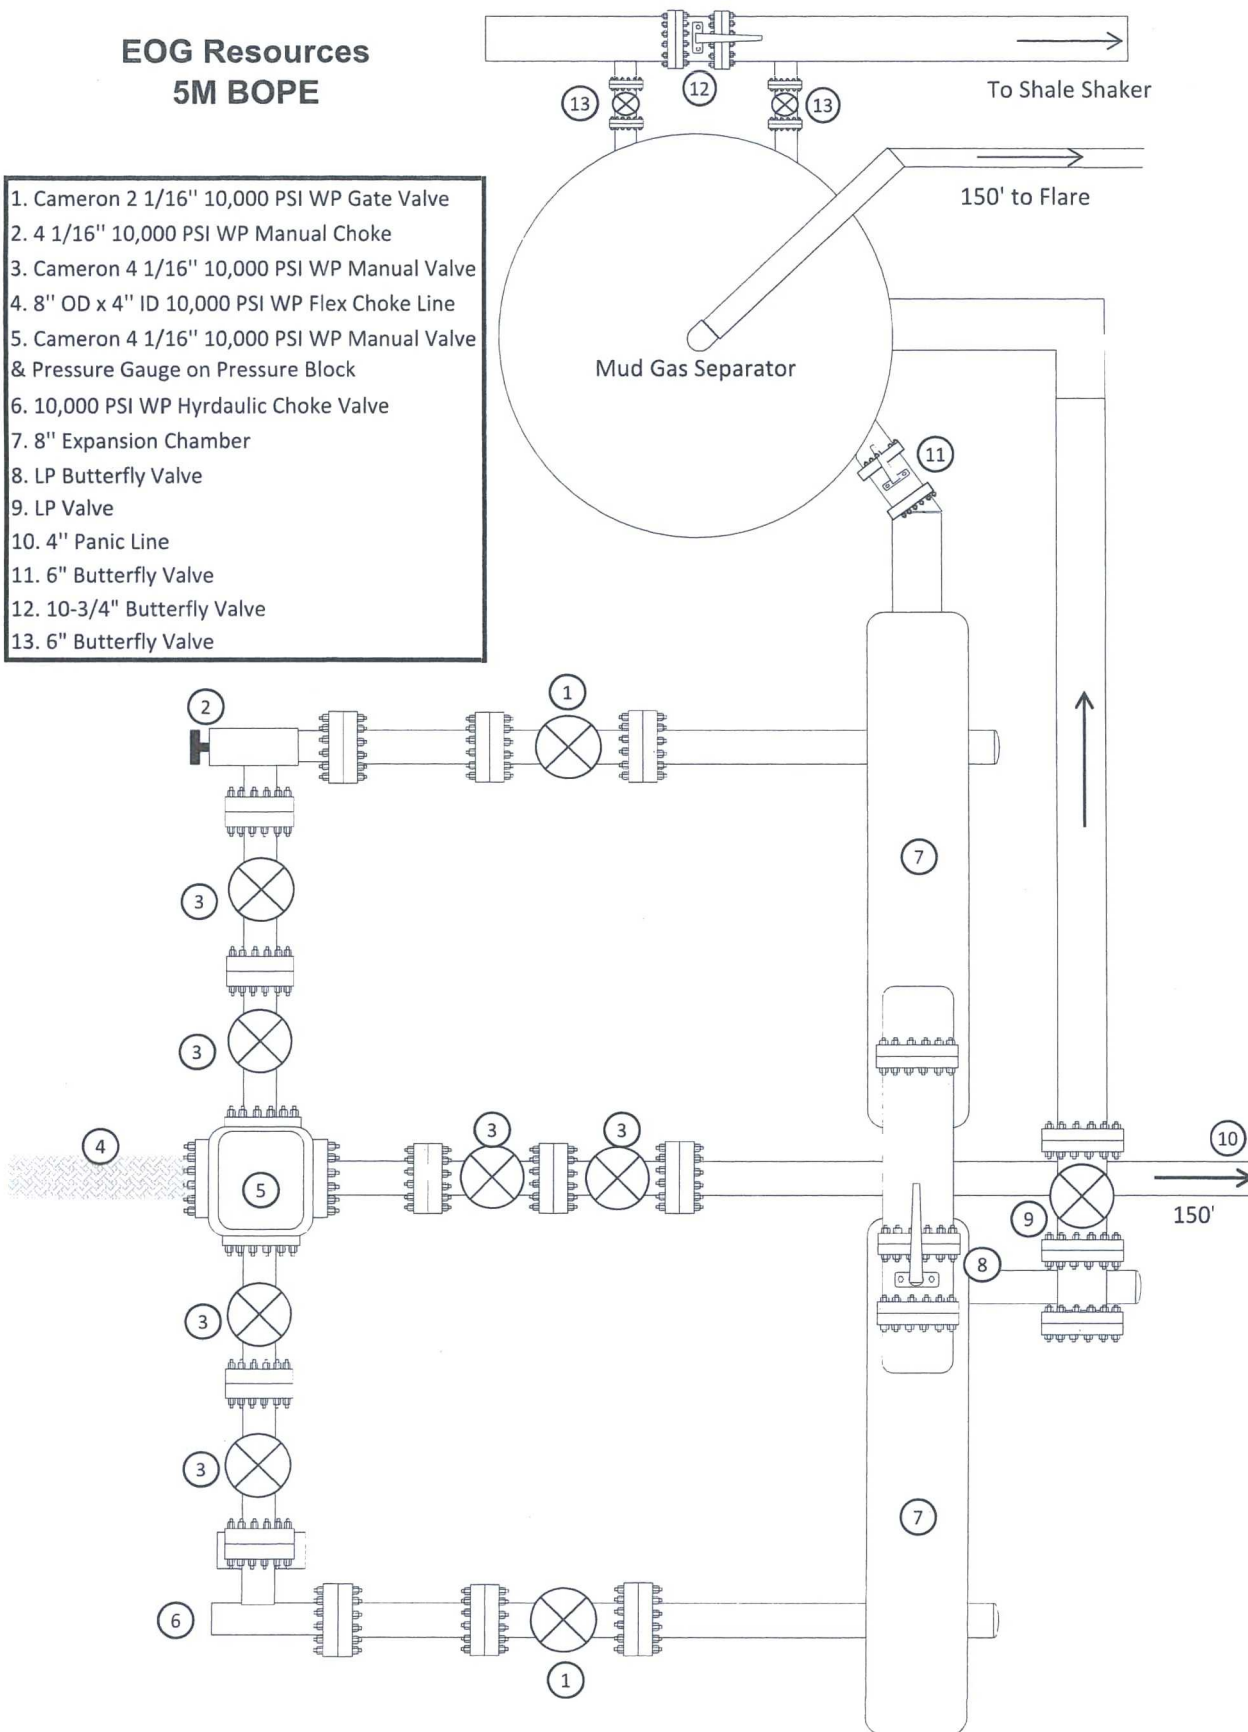 EOG Resources
5M BOPE
12
13
13
To Shale Shaker
150' to Flare
1. Cameron 2 1/16" 10,000 PSI WP Gate Valve
2. 4 1/16" 10,000 PSI WP Manual Choke
3. Cameron 4 1/16" 10,000 PSI WP Manual Valve
4. 8" OD x 4" ID 10,000 PSI WP Flex Choke Line
5. Cameron 4 1/16" 10,000 PSI WP Manual Valve
& Pressure Gauge on Pressure Block
6. 10,000 PSI WP Hyrdaulic Choke Valve
7. 8" Expansion Chamber
8. LP Butterfly Valve
9. LP Valve
10. 4" Panic Line
11. 6" Butterfly Valve
12. 10-3/4" Butterfly Valve
13. 6" Butterfly Valve
Mud Gas Separator
11
1
2
7
3
3
4
3
3
10
5
9
150'
8
3
3
7
6
1